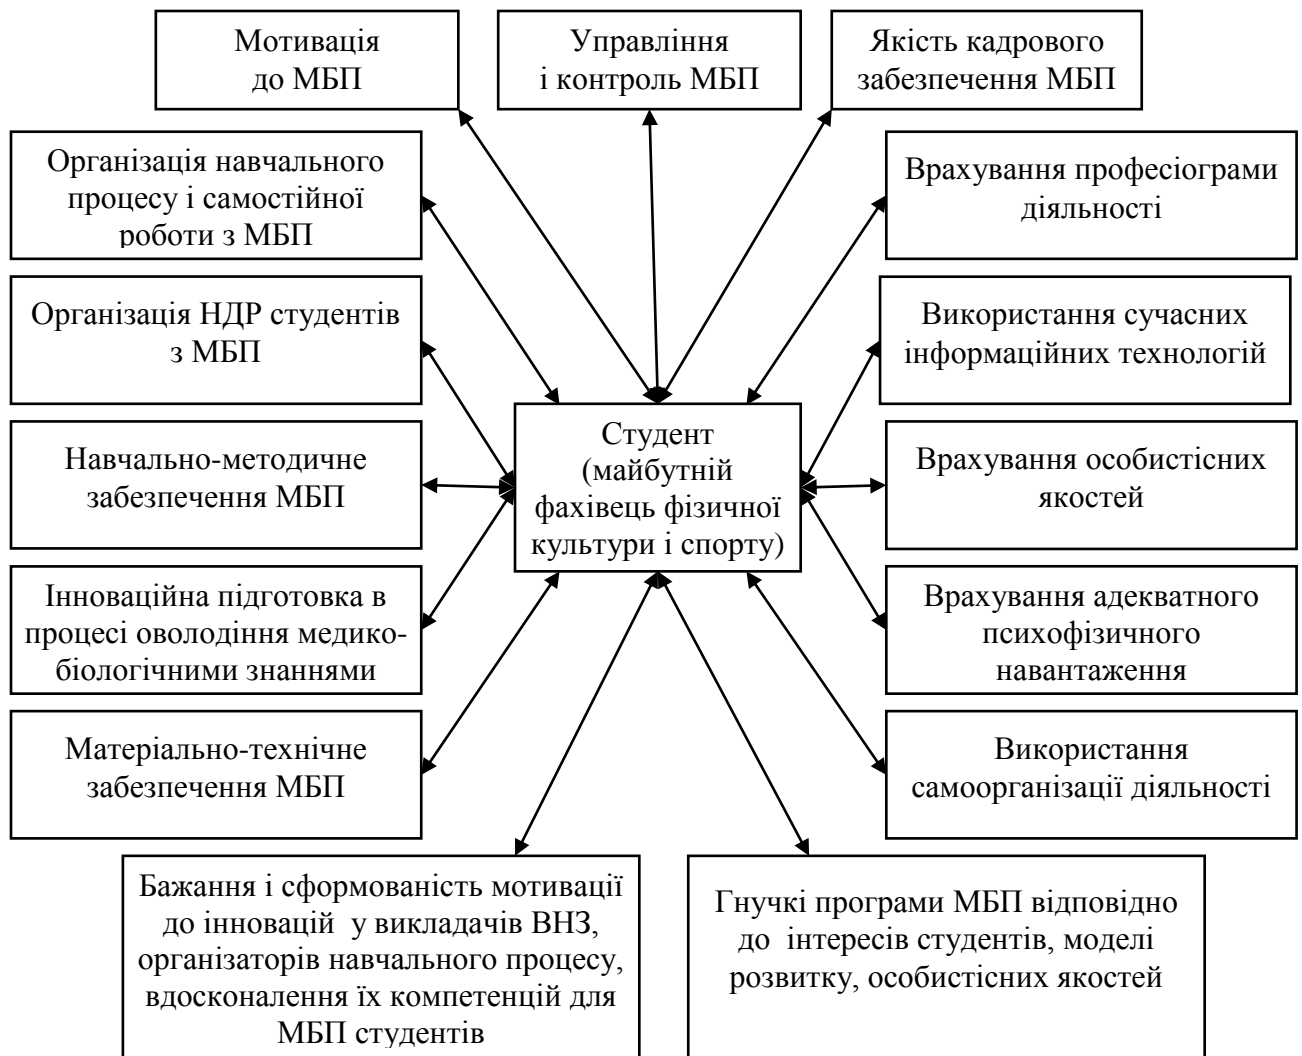 Мотивація
до МБП
Управління
і контроль МБП
Якість кадрового
забезпечення МБП
Організація навчального
процесу і самостійної
роботи з МБП
Врахування професіограми
діяльності
Організація НДР студентів
з МБП
Використання сучасних
інформаційних технологій
Студент
(майбутній
фахівець фізичної
культури і спорту)
Навчально-методичне
забезпечення МБП
Врахування особистісних
якостей
Інноваційна підготовка в
процесі оволодіння медико-
біологічними знаннями
Врахування адекватного
психофізичного
навантаження
Матеріально-технічне
забезпечення МБП
Використання
самоорганізації діяльності
Бажання і сформованість мотивації
до інновацій  у викладачів ВНЗ,
організаторів навчального процесу,
вдосконалення їх компетенцій для
МБП студентів
Гнучкі програми МБП відповідно
до  інтересів студентів, моделі
розвитку, особистісних якостей